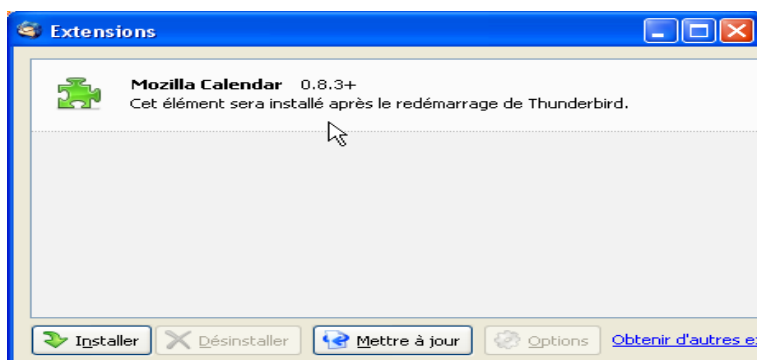 Extensions
Mozilla Calendar 0.8.3+
Cet élément sera installé après le redémarrage de Thunderbird.
Installer Désinstaller Mettre à jour Options Obtenir d'autres e